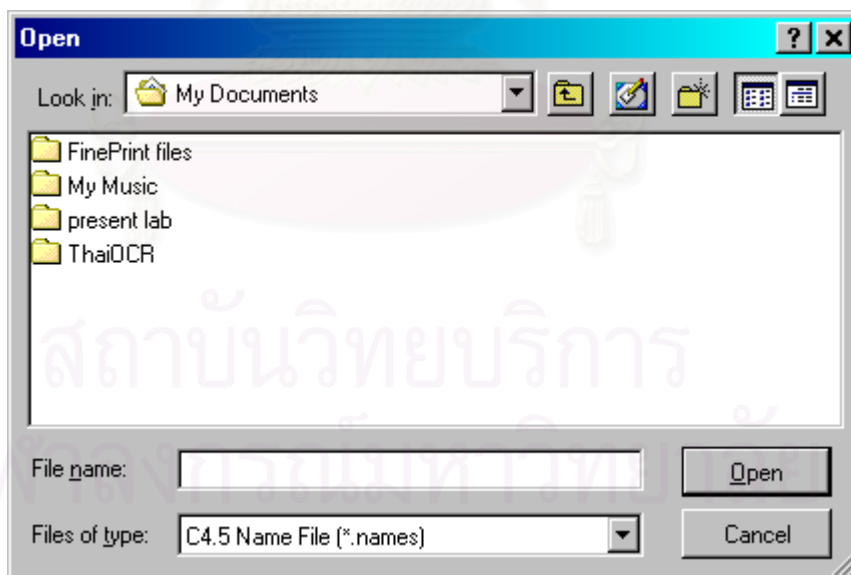 Open
Look in: My Documents
FinePrint files
My Music
present lab
ThaiOCR
สถาบันวิทยบริการ
จุฬาลงกรณ์มหาวิทยาลัย
File name: Open
Files of type: C4.5 Name File (*.names) Cancel